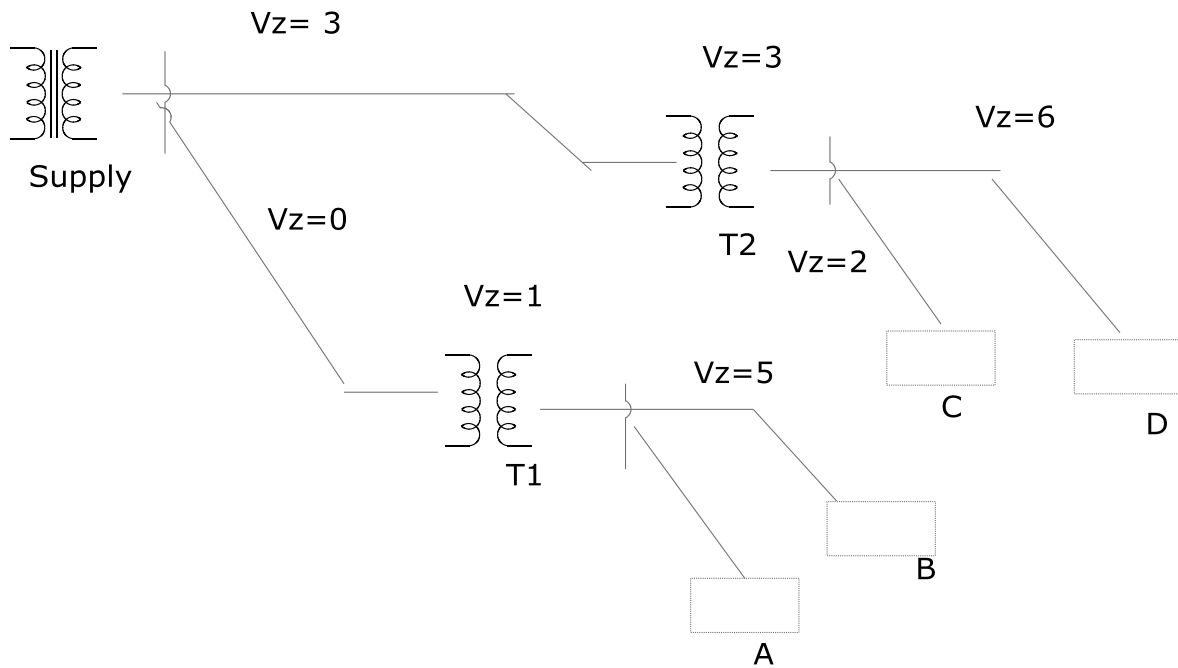 Vz= 3
Vz=3
Vz=6
Supply
Vz=0
T2
Vz=2
Vz=1
Vz=5
C
D
T1
B
A